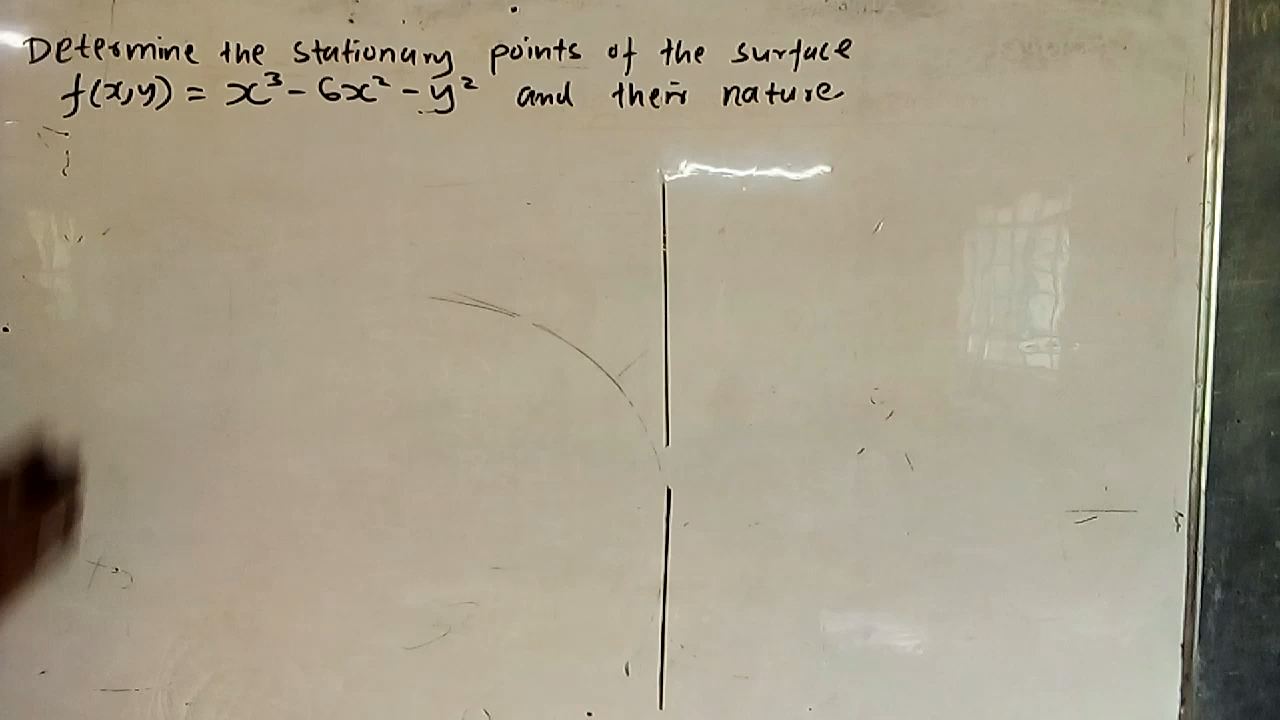 Determine the stationary points of the surface
f(x,y) = x³ - 6x² - y² and their nature